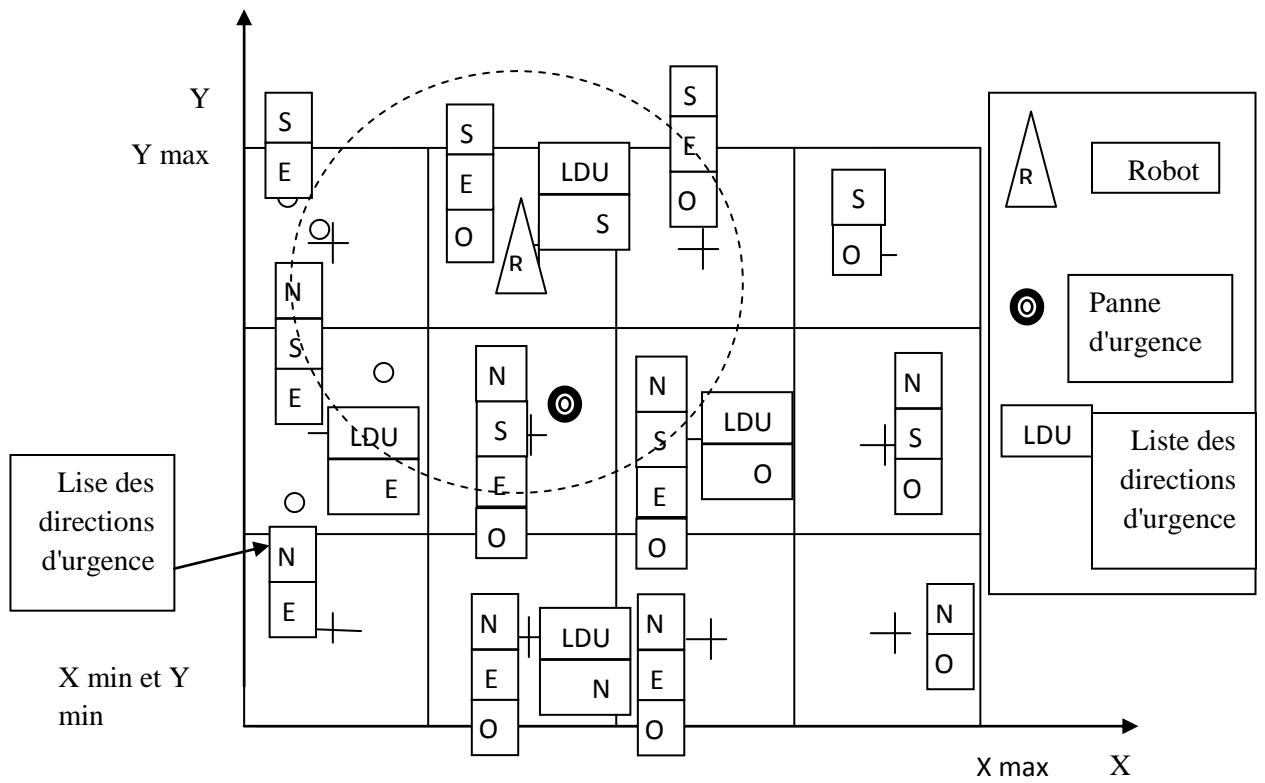 Y
Y max
S
E
S
E
O
R
LDU
S
S
E
O
S
O
N
S
E
LDU
E
N
S
E
O
N
S
E
O
LDU
O
N
S
O
Lise des
directions
d'urgence
N
E
N
E
O
LDU
N
N
E
O
N
O
X min et Y
min
X max
X
R
Robot
O
Panne
d'urgence
LDU
Liste des
directions
d'urgence